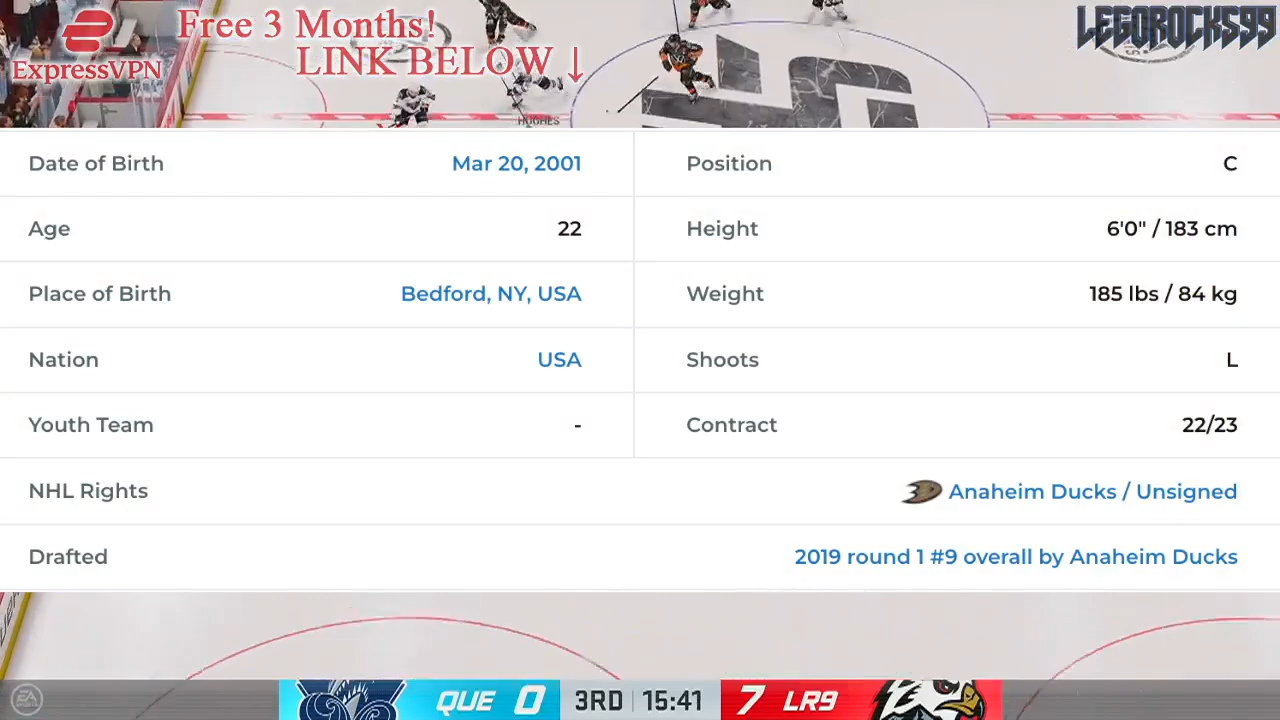 ExpressVPN
Free 3 Months!
LINK BELOW ↓
LEGOROCKS99
HUGHES
Date of Birth Mar 20, 2001
Position C
Age 22
Height 6'0" / 183 cm
Place of Birth Bedford, NY, USA
Weight 185 lbs / 84 kg
Nation USA
Shoots L
Youth Team -
Contract 22/23
NHL Rights Anaheim Ducks / Unsigned
Drafted 2019 round 1 #9 overall by Anaheim Ducks
EA SPORTS
QUE 0 3RD 15:41 7 LR9